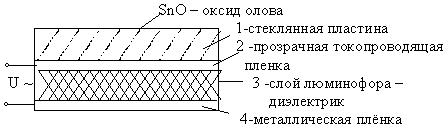 SnO – оксид олова
1-стеклянная пластина
2 -прозрачная токопроводящая
пленка
U ~
3 -слой люминофора –
диэлектрик
4-металлическая плёнка